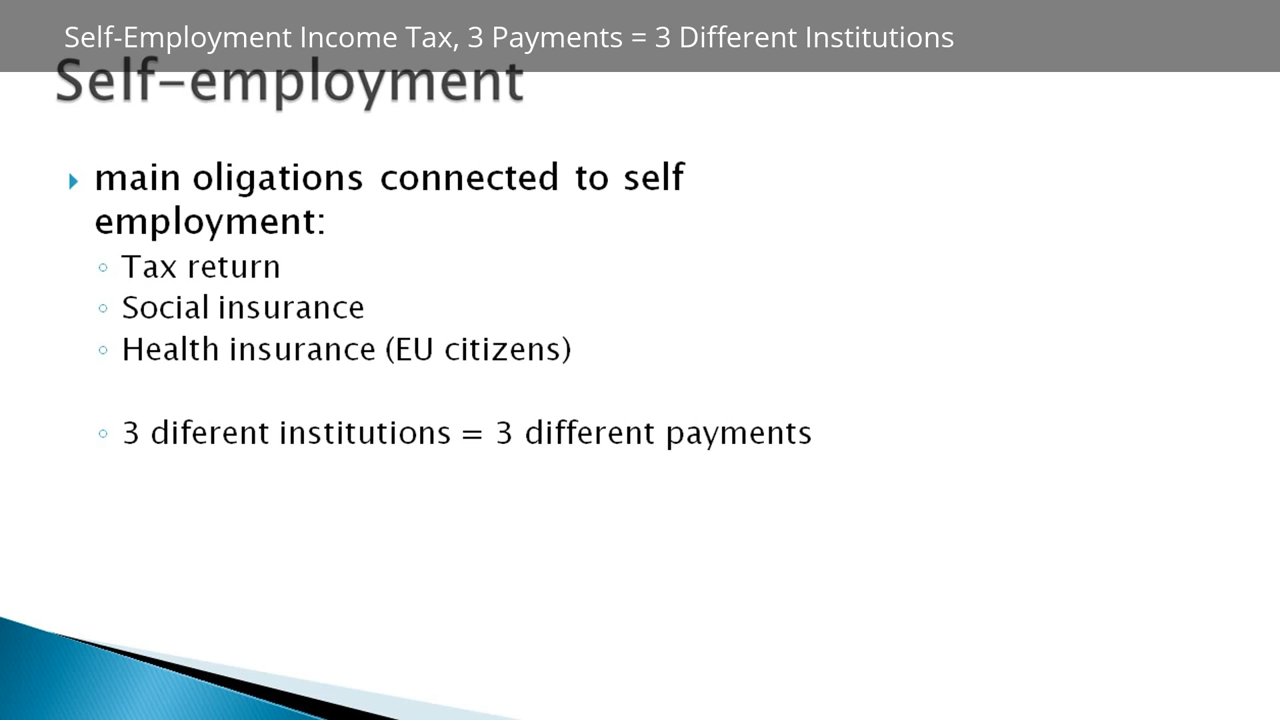 Self-Employment Income Tax, 3 Payments = 3 Different Institutions
Self-employment
main oligations connected to self
employment:
Tax return
Social insurance
Health insurance (EU citizens)
3 diferent institutions = 3 different payments